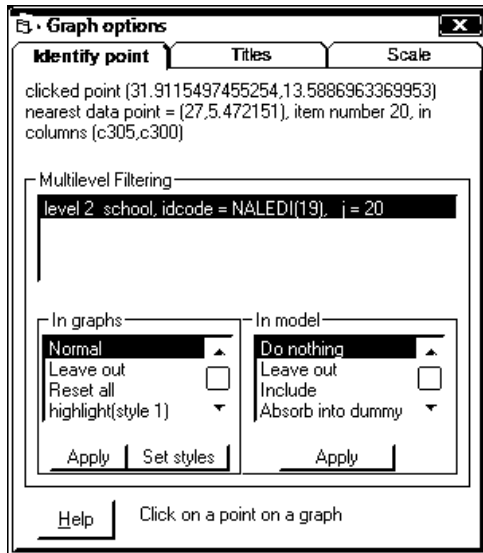 Graph options
Identify point Titles Scale
clicked point (31.9115497455254,13.5886963369953)
nearest data point = (27,5.472151), item number 20, in
columns (c305,c300)
Multilevel Filtering
level 2 school, idcode = NALEDI(19), j = 20
In graphs In model
Normal Do nothing
Leave out Leave out
Reset all Include
highlight(style 1) Absorb into dummy
Apply Set styles Apply
Help Click on a point on a graph